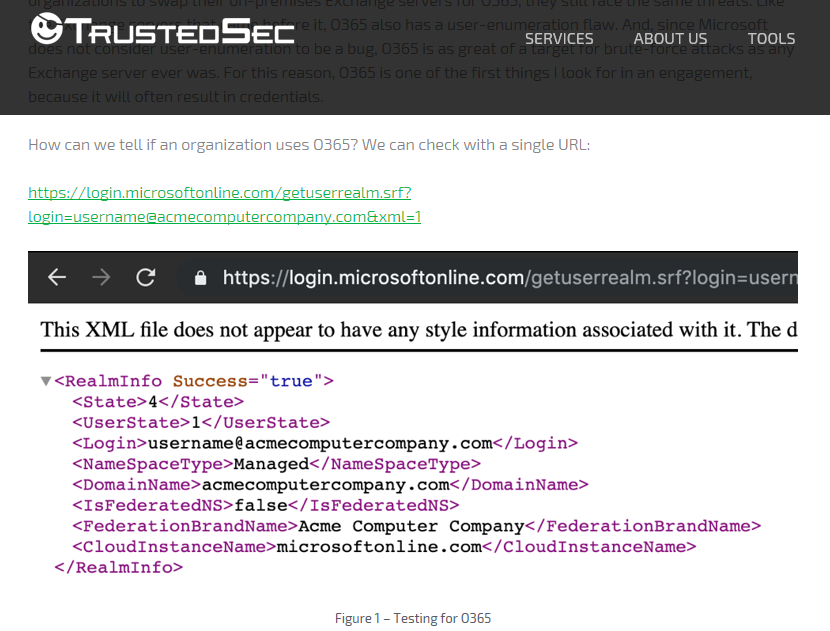 organizations to swap their on-premises Exchange servers for O365, they still face the same threats. Like
Exchange servers that came before it, O365 also has a user-enumeration flaw. And, since Microsoft
TRUSTEDSEC
SERVICES
ABOUT US
TOOLS
does not consider user-enumeration to be a bug, O365 is as great of a target for brute-force attacks as any
Exchange server ever was. For this reason, O365 is one of the first things I look for in an engagement,
because it will often result in credentials.
How can we tell if an organization uses O365? We can check with a single URL:
https://login.microsoftonline.com/getuserrealm.srf?
login=username@acmecomputercompany.com&xml=1
https://login.microsoftonline.com/getuserrealm.srf?login=usern
This XML file does not appear to have any style information associated with it. The d
<RealmInfo Success="true">
<State>4</State>
<UserState>1</UserState>
<Login>username@acmecomputercompany.com</Login>
<NameSpaceType>Managed</NameSpaceType>
<DomainName>acmecomputercompany.com</DomainName>
<IsFederatedNS>false</IsFederatedNS>
<FederationBrandName>Acme Computer Company</FederationBrandName>
<CloudInstanceName>microsoftonline.com</CloudInstanceName>
</RealmInfo>
Figure 1 – Testing for O365